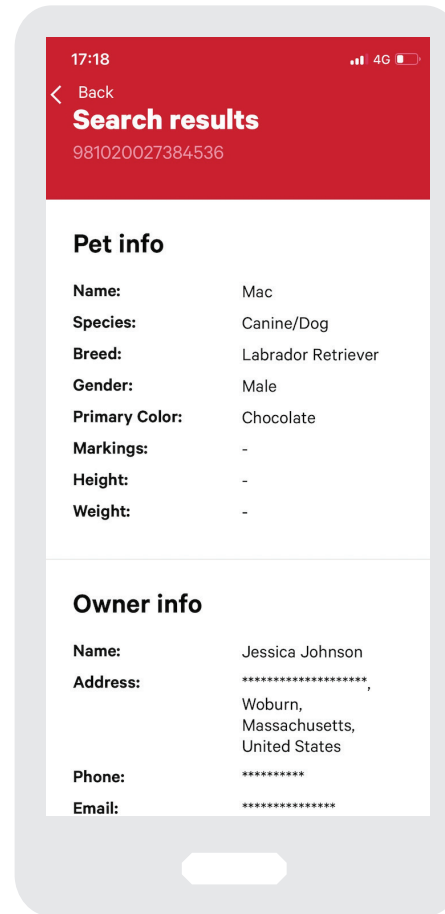 17:18 4G
Back
Search results
981020027384536
Pet info
Name: Mac
Species: Canine/Dog
Breed: Labrador Retriever
Gender: Male
Primary Color: Chocolate
Markings: -
Height: -
Weight: -
Owner info
Name: Jessica Johnson
Address: ********************,
Woburn,
Massachusetts,
United States
Phone: **********
Email: ***************